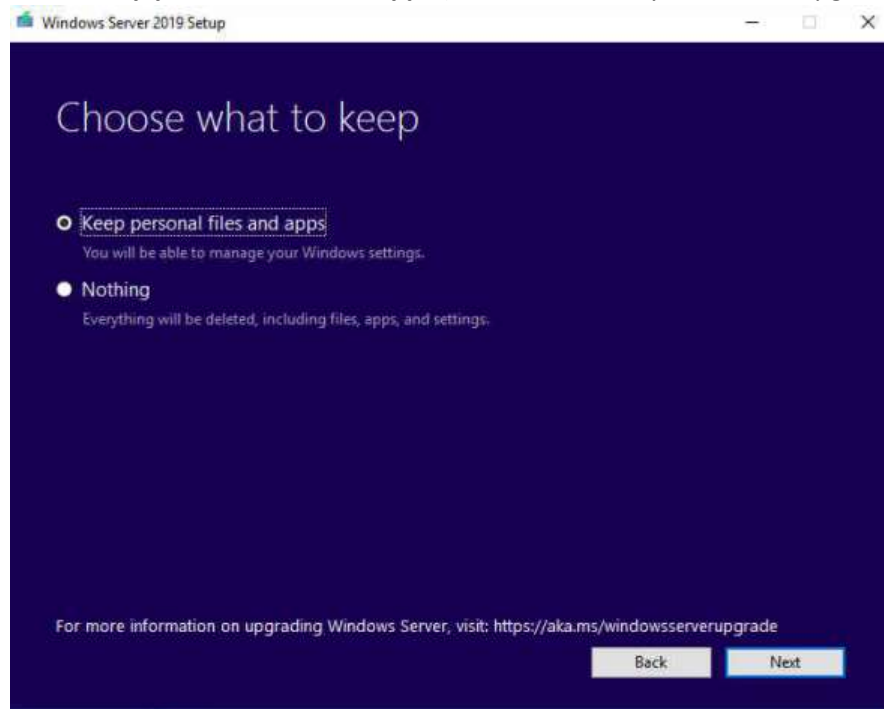 Windows Server 2019 Setup
Choose what to keep
Keep personal files and apps
You will be able to manage your Windows settings.
Nothing
Everything will be deleted, including files, apps, and settings.
For more information on upgrading Windows Server, visit: https://aka.ms/windowsserverupgrade
Back Next